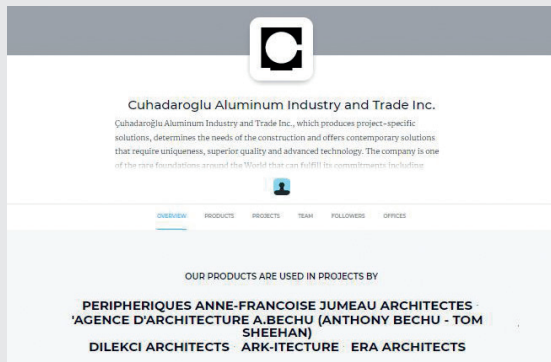 Cuhadaroglu Aluminum Industry and Trade Inc.
Çuhadaroğlu Aluminum Industry and Trade Inc., which produces project-specific
solutions, determines the needs of the construction and offers contemporary solutions
that require uniqueness, superior quality and advanced technology. The company is one
of the rare foundations around the World that can fulfill its commitments including
OVERVIEW PRODUCTS PROJECTS TEAM FOLLOWERS OFFICES
OUR PRODUCTS ARE USED IN PROJECTS BY
PERIPHERIQUES ANNE-FRANCOISE JUMEAU ARCHITECTES ·
'AGENCE D'ARCHITECTURE A.BECHU (ANTHONY BECHU - TOM
SHEEHAN)
DILEKCI ARCHITECTS · ARK-ITECTURE · ERA ARCHITECTS